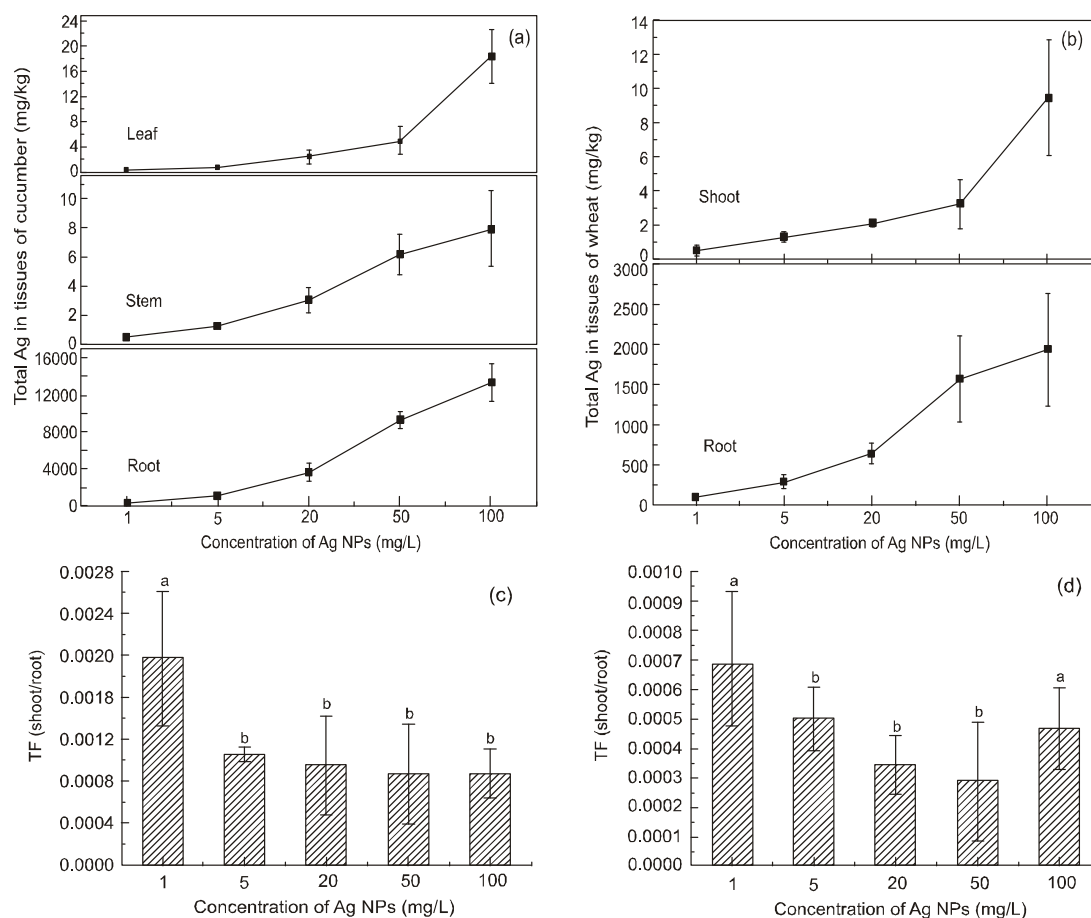 Total Ag in tissues of cucumber (mg/kg)
(a)
24
20
16
12
8
4
0
Leaf
10
8
6
4
2
0
Stem
16000
12000
8000
4000
0
Root
1 5 20 50 100
Concentration of Ag NPs (mg/L)
Total Ag in tissues of wheat (mg/kg)
(b)
14
12
10
8
6
4
2
0
Shoot
3000
2500
2000
1500
1000
500
0
Root
1 5 20 50 100
Concentration of Ag NPs (mg/L)
TF (shoot/root)
(c)
0.0028
0.0024
0.0020
0.0016
0.0012
0.0008
0.0004
0.0000
a b b b b
1 5 20 50 100
Concentration of Ag NPs (mg/L)
TF (shoot/root)
(d)
0.0010
0.0009
0.0008
0.0007
0.0006
0.0005
0.0004
0.0003
0.0002
0.0001
0.0000
a b b b a
1 5 20 50 100
Concentration of Ag NPs (mg/L)